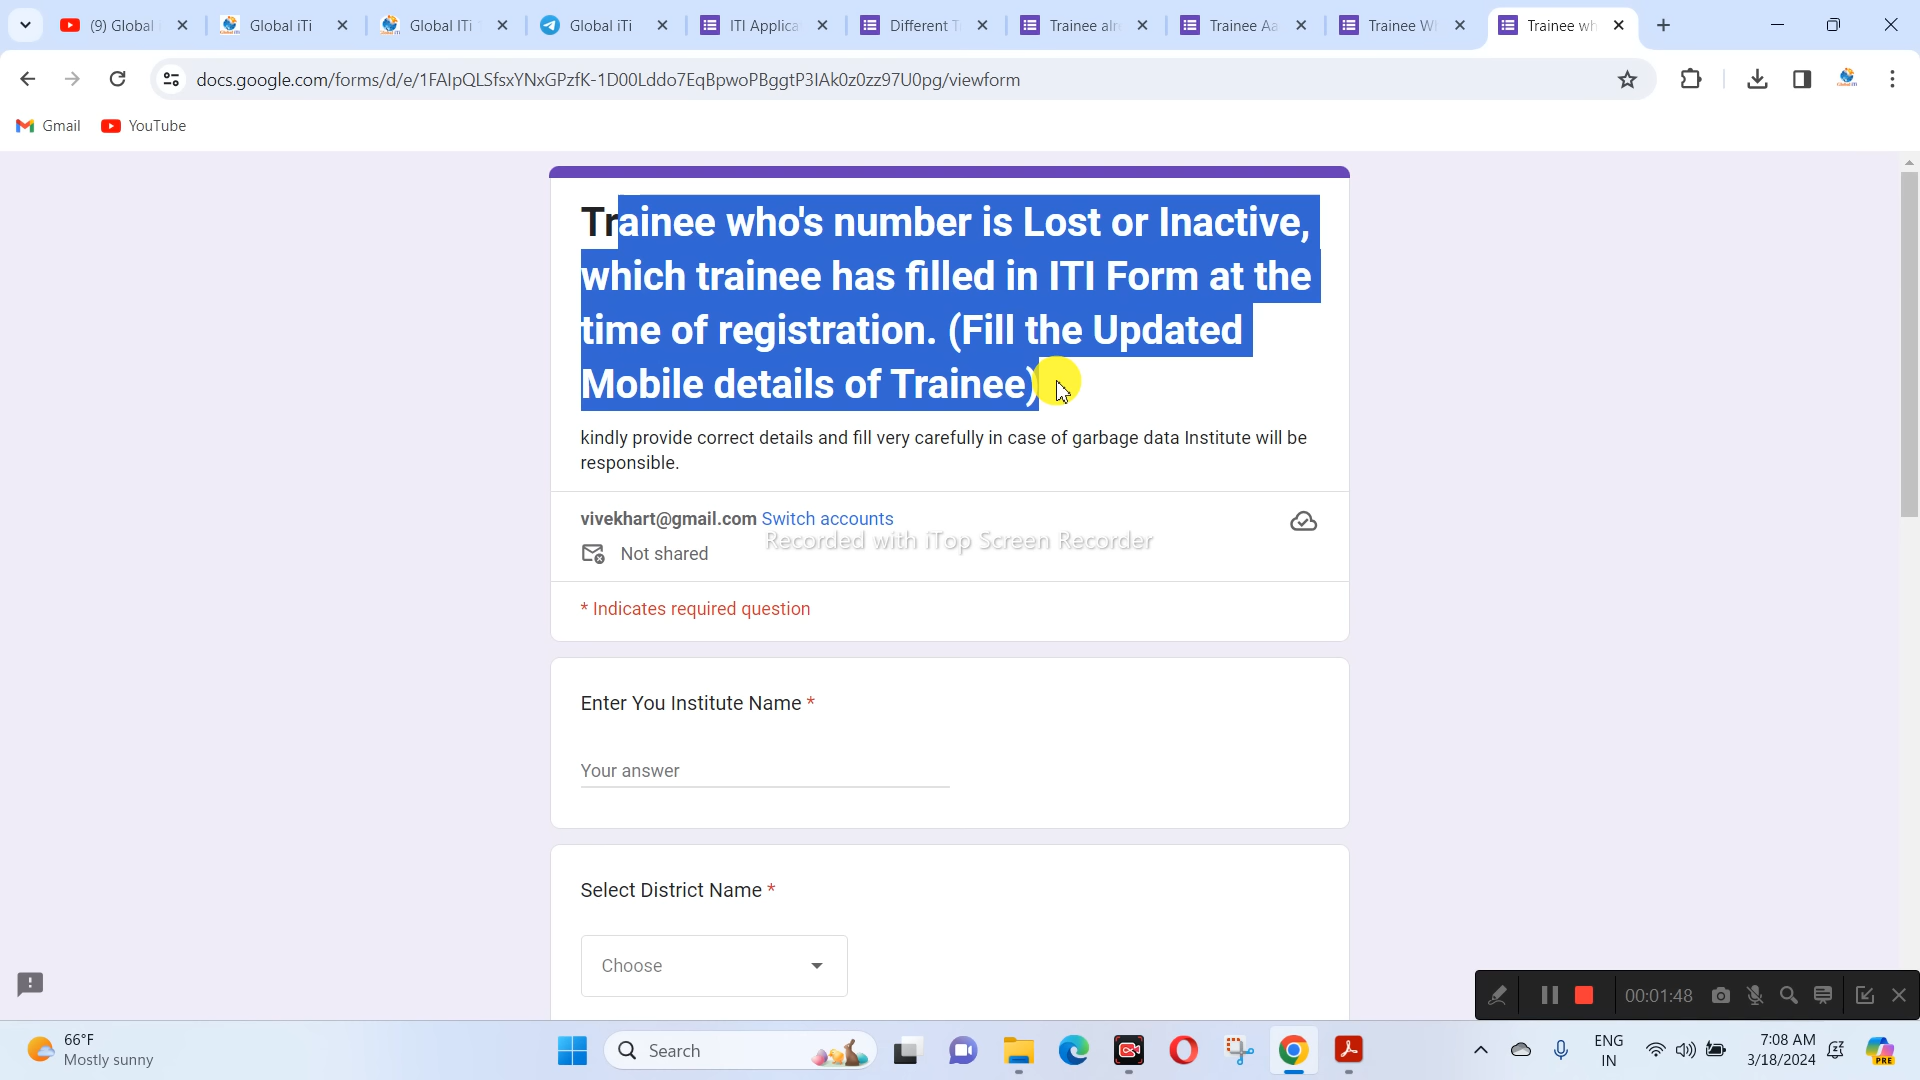 (9) Global
Global iTi
Global ITi
Global iTi
ITI Applica
Different T
Trainee alr
Trainee Aa
Trainee W
Trainee wh
docs.google.com/forms/d/e/1FAIpQLSfsxYNxGPzfK-1D00Lddo7EqBpwoPBggtP3IAk0z0zz97U0pg/viewform
Gmail
YouTube
Trainee who's number is Lost or Inactive,
which trainee has filled in ITI Form at the
time of registration. (Fill the Updated
Mobile details of Trainee)
kindly provide correct details and fill very carefully in case of garbage data Institute will be
responsible.
vivekhart@gmail.com Switch accounts
Recorded with iTop Screen Recorder
Not shared
* Indicates required question
Enter You Institute Name *
Your answer
Select District Name *
Choose
00:01:48
66°F
Mostly sunny
Search
ENG
IN
7:08 AM
3/18/2024
PRE